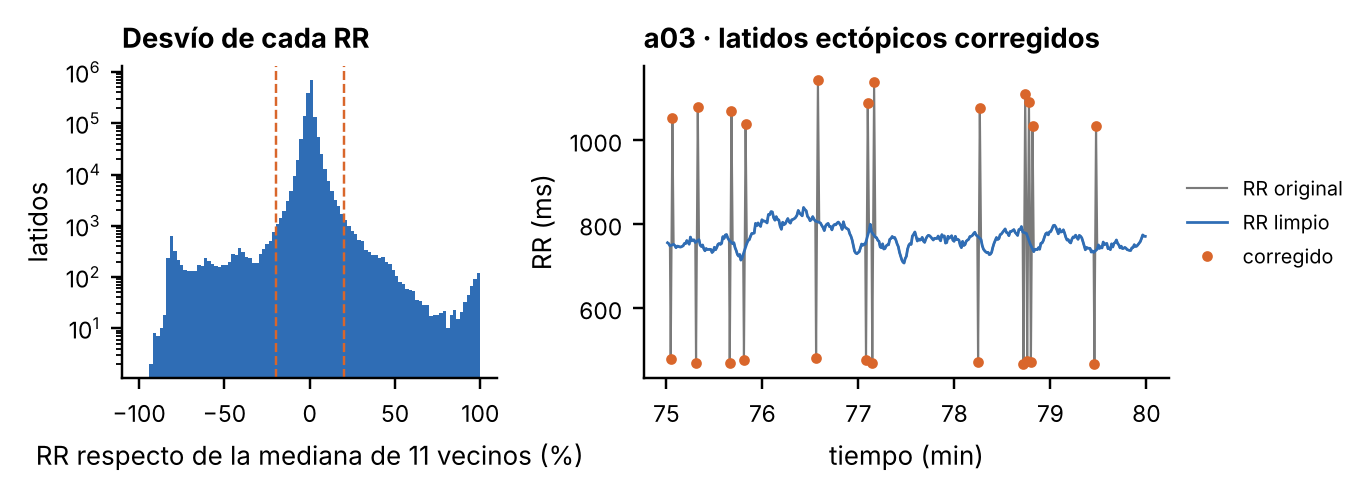 Desvío de cada RR
10⁶
10⁵
10⁴
10³
10²
10¹
latidos
−100
−50
0
50
100
RR respecto de la mediana de 11 vecinos (%)
a03 · latidos ectópicos corregidos
1000
800
600
RR (ms)
75
76
77
78
79
80
tiempo (min)
RR original
RR limpio
corregido